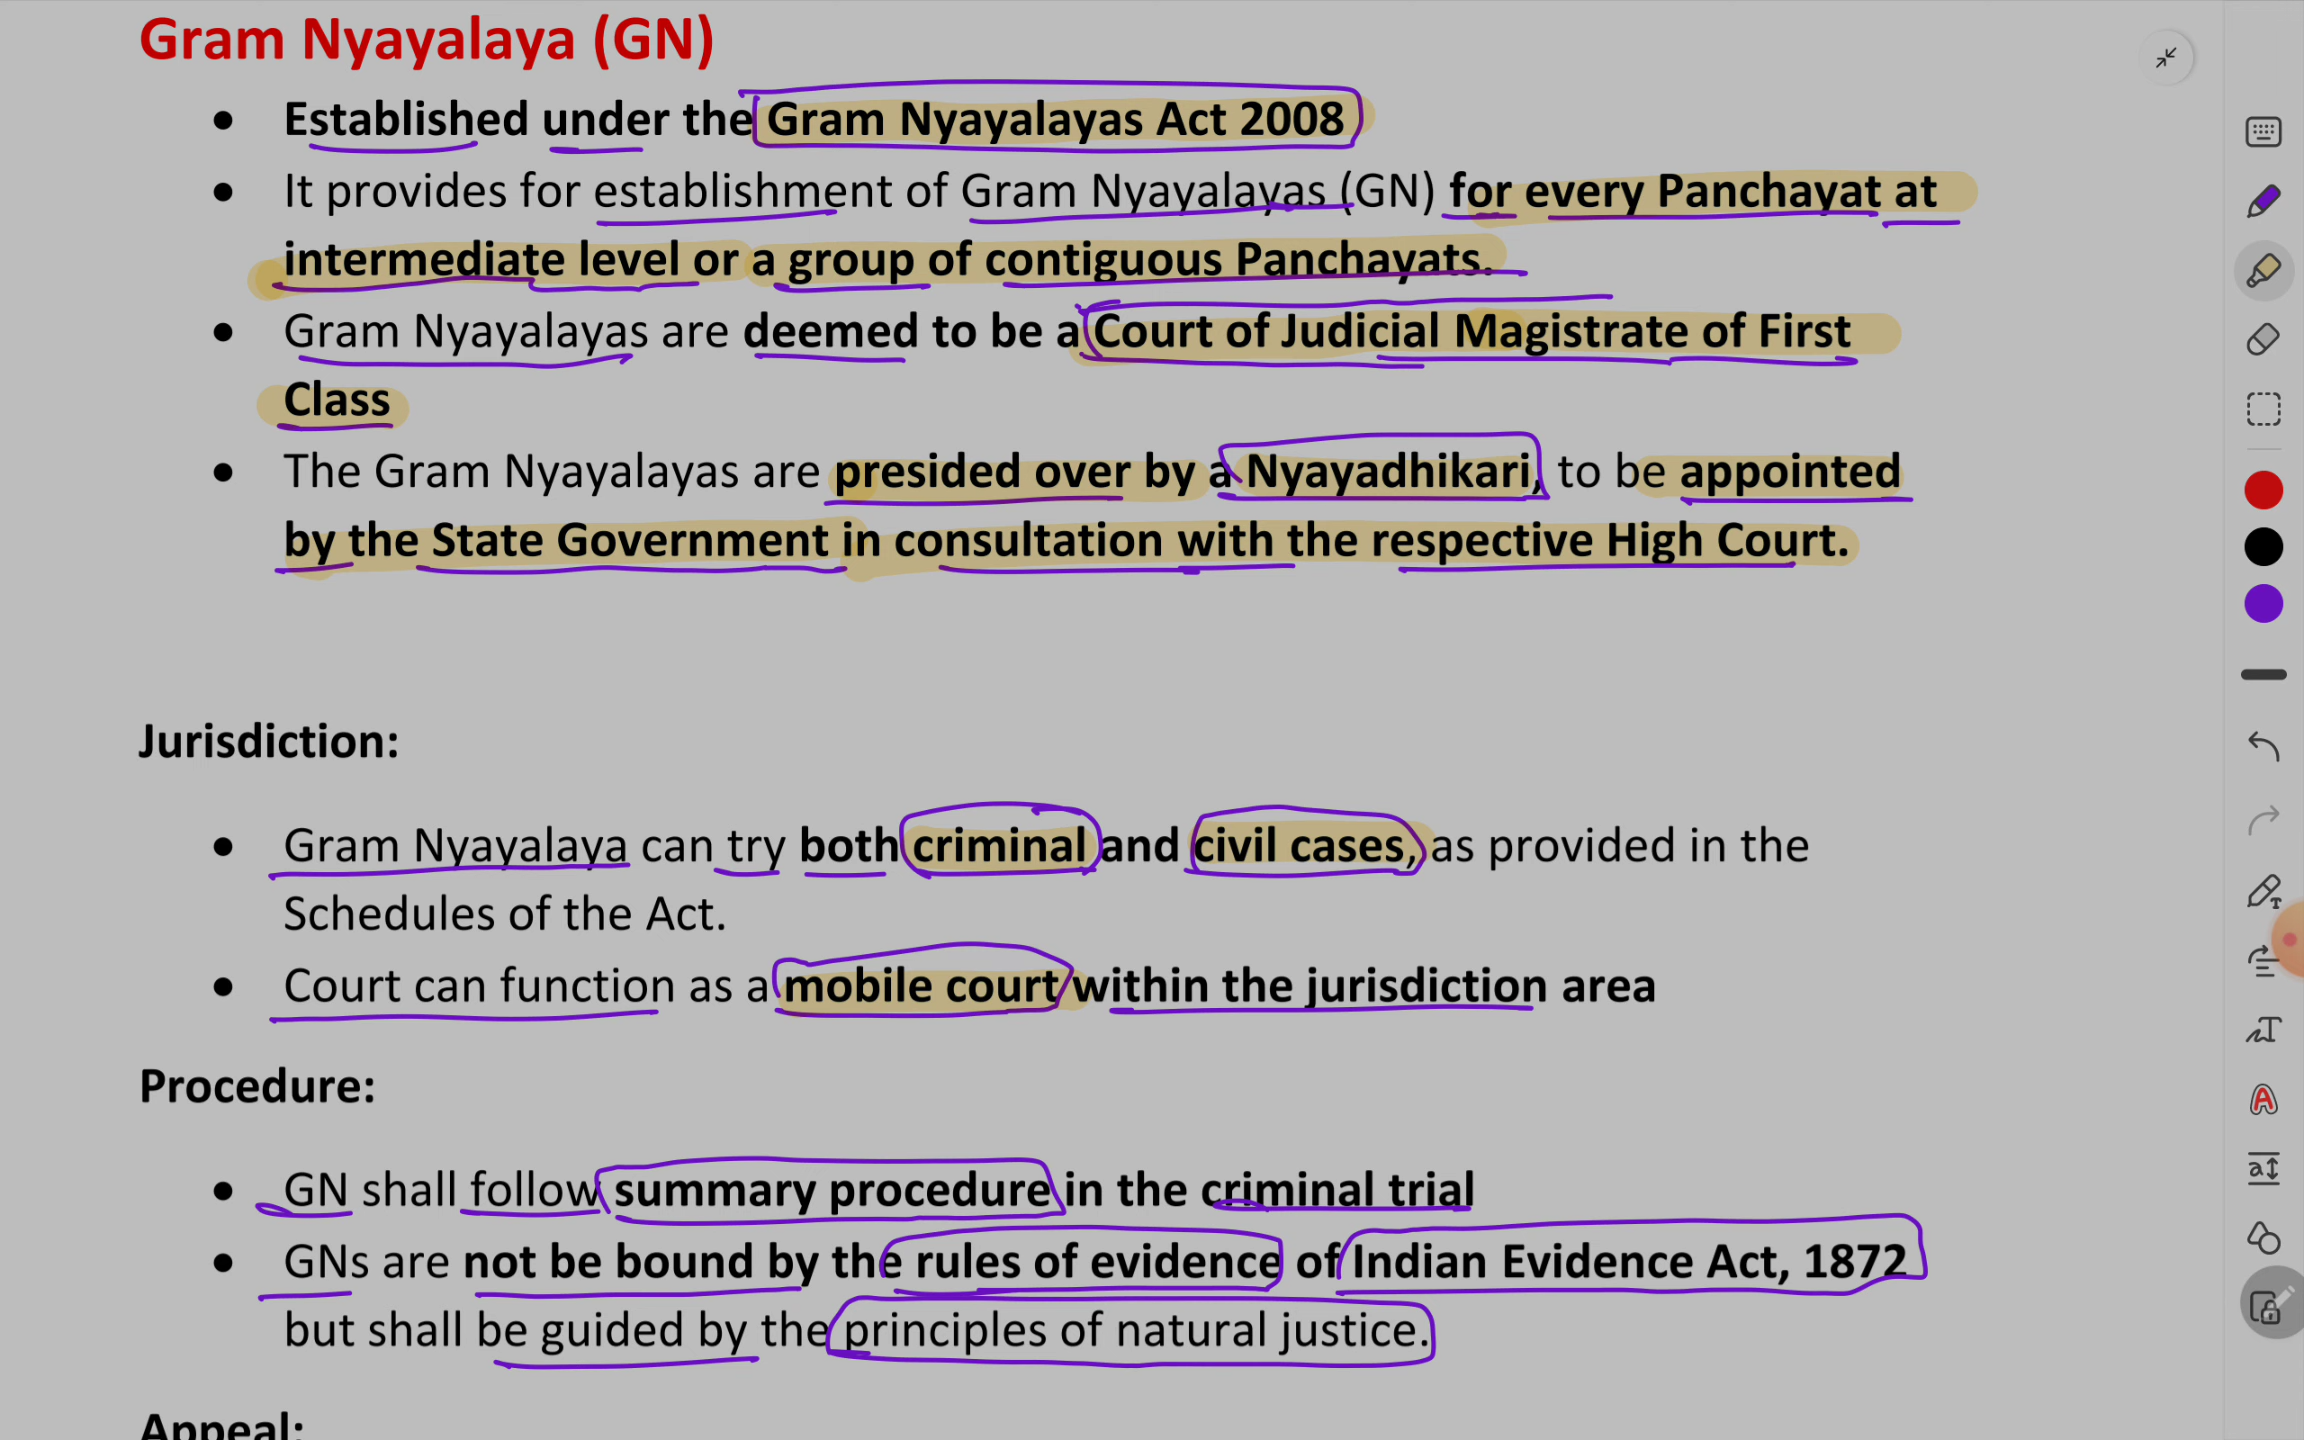 Gram Nyayalaya (GN)
• Established under the Gram Nyayalayas Act 2008
• It provides for establishment of Gram Nyayalayas (GN) for every Panchayat at
intermediate level or a group of contiguous Panchayats.
• Gram Nyayalayas are deemed to be a Court of Judicial Magistrate of First
Class
• The Gram Nyayalayas are presided over by a Nyayadhikari, to be appointed
by the State Government in consultation with the respective High Court.
Jurisdiction:
• Gram Nyayalaya can try both criminal and civil cases, as provided in the
Schedules of the Act.
• Court can function as a mobile court within the jurisdiction area
Procedure:
• GN shall follow summary procedure in the criminal trial
• GNs are not be bound by the rules of evidence of Indian Evidence Act, 1872
but shall be guided by the principles of natural justice.
Appeal: